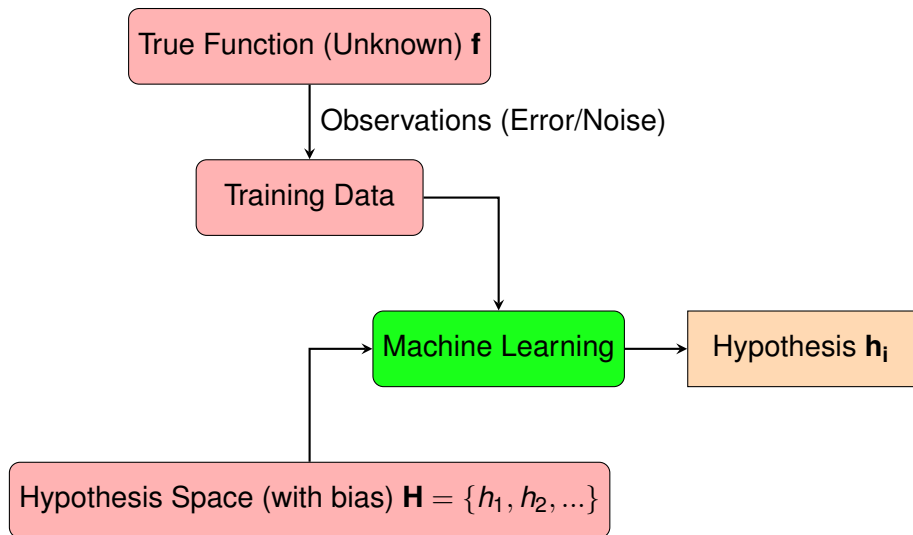 True Function (Unknown) f
Observations (Error/Noise)
Training Data
Machine Learning
Hypothesis hᵢ
Hypothesis Space (with bias) H = {h₁, h₂, ...}